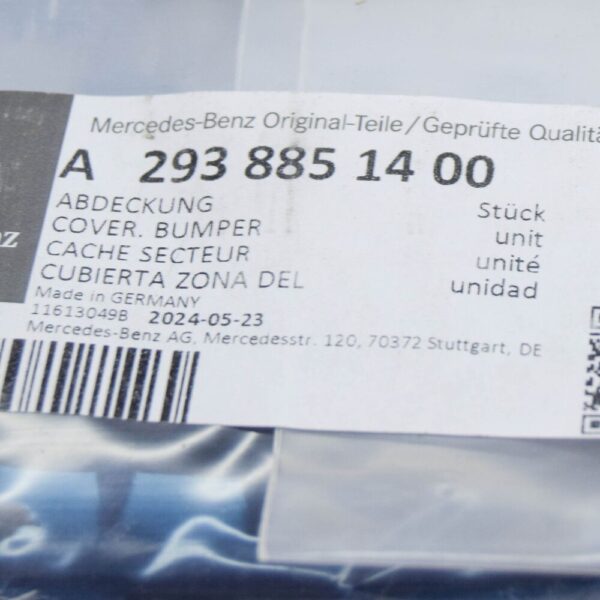 Mercedes-Benz Original-Teile/Geprüfte Qualitä
A 293 885 14 00
ABDECKUNG Stück
COVER. BUMPER unit
CACHE SECTEUR unité
CUBIERTA ZONA DEL unidad
Made in GERMANY
11613049B 2024-05-23
Mercedes-Benz AG, Mercedesstr. 120, 70372 Stuttgart, DE
nz